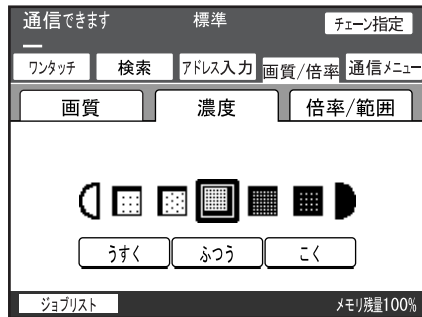 通信できます 標準 チェーン指定
ワンタッチ 検索 アドレス入力 画質/倍率 通信メニュー
画質 濃度 倍率/範囲
うすく ふつう こく
ジョブリスト メモリ残量100%